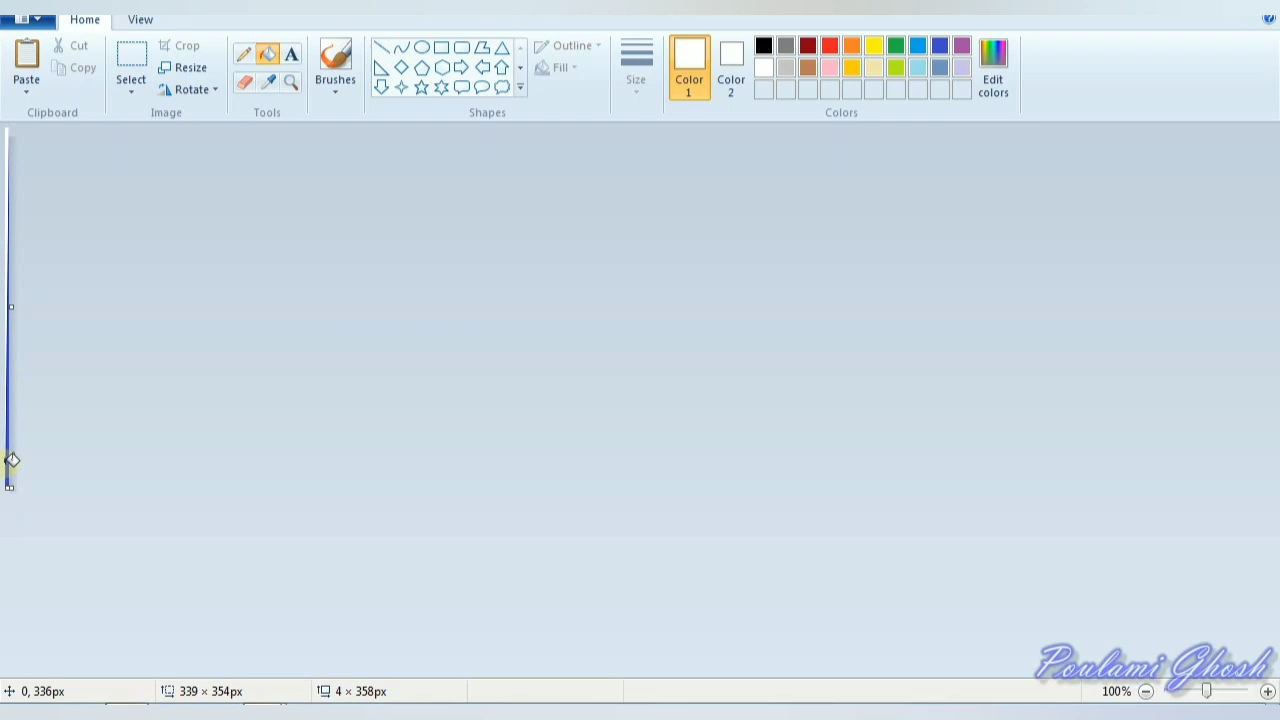 Home View
Paste Cut Copy Select Crop Resize Rotate A Brushes Outline Fill Size Color 1 Color 2 Edit colors
Clipboard Image Tools Shapes Colors
Poulami Ghosh
0, 336px 339 × 354px 4 × 358px 100%